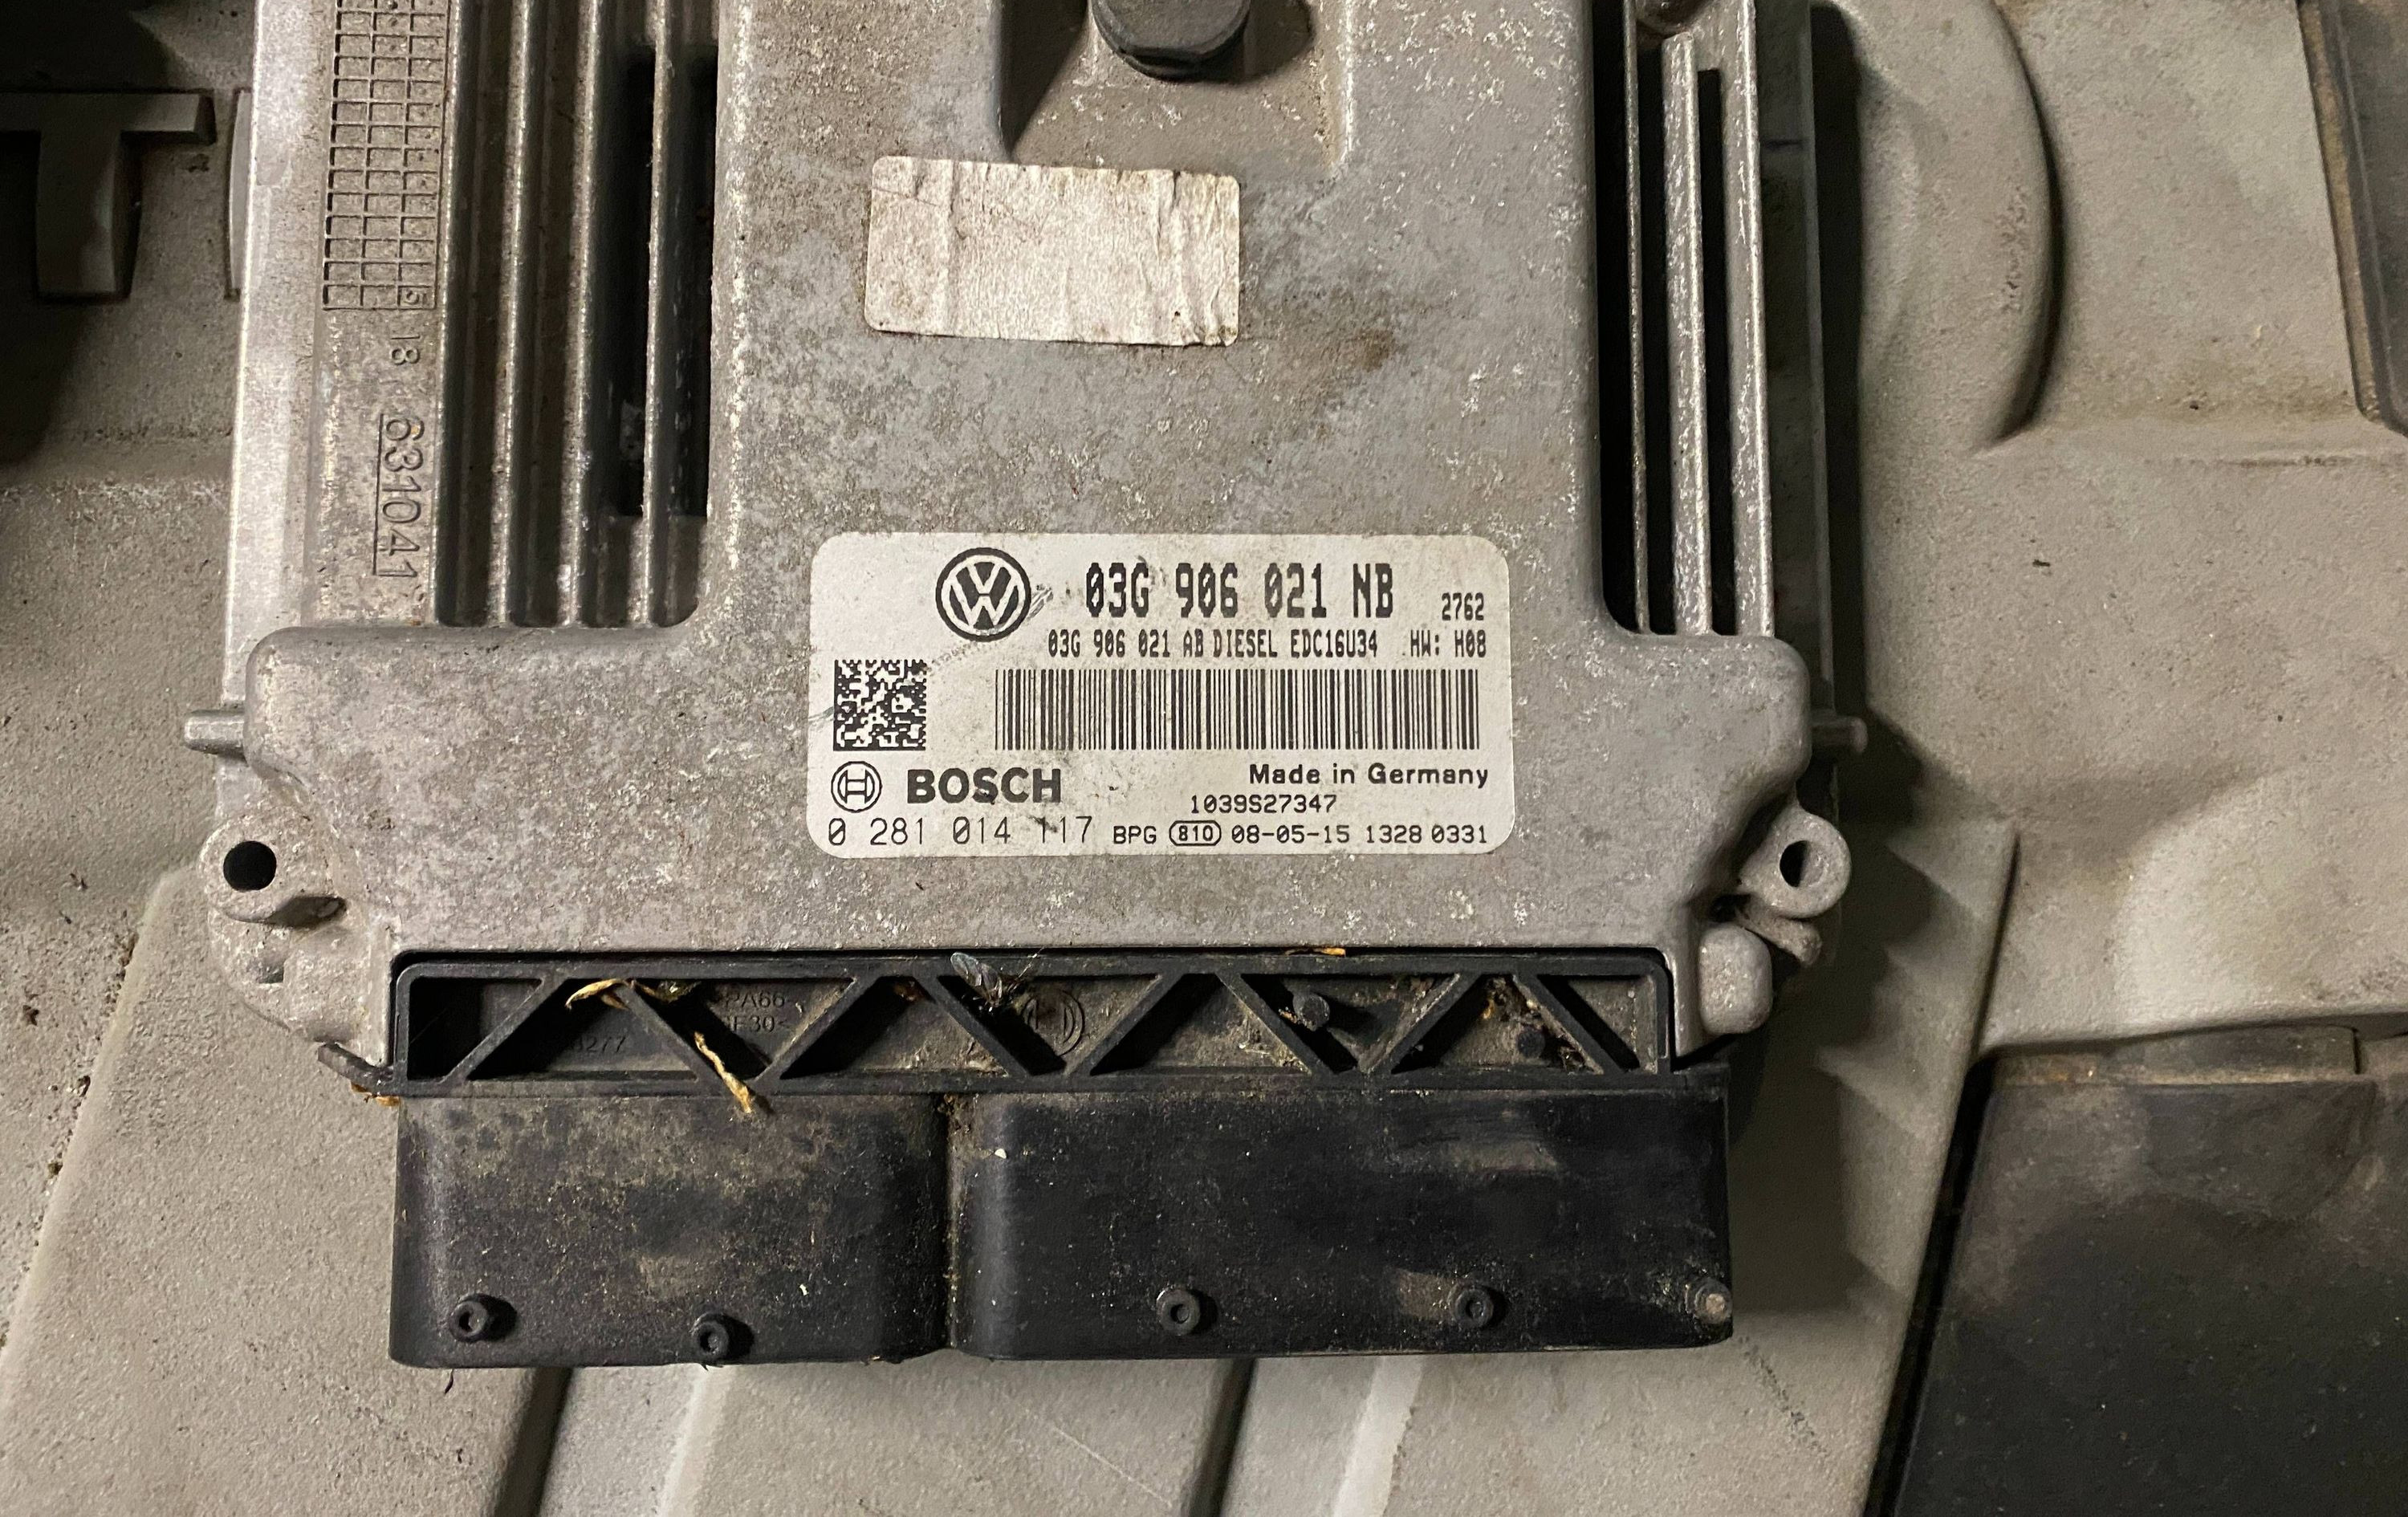 T
18
631041
03G 906 021 NB 2762
03G 906 021 AB DIESEL EDC16U34 HW: H08
BOSCH
Made in Germany
1039S27347
0 281 014 117 BPG 810 08-05-15 1328 0331